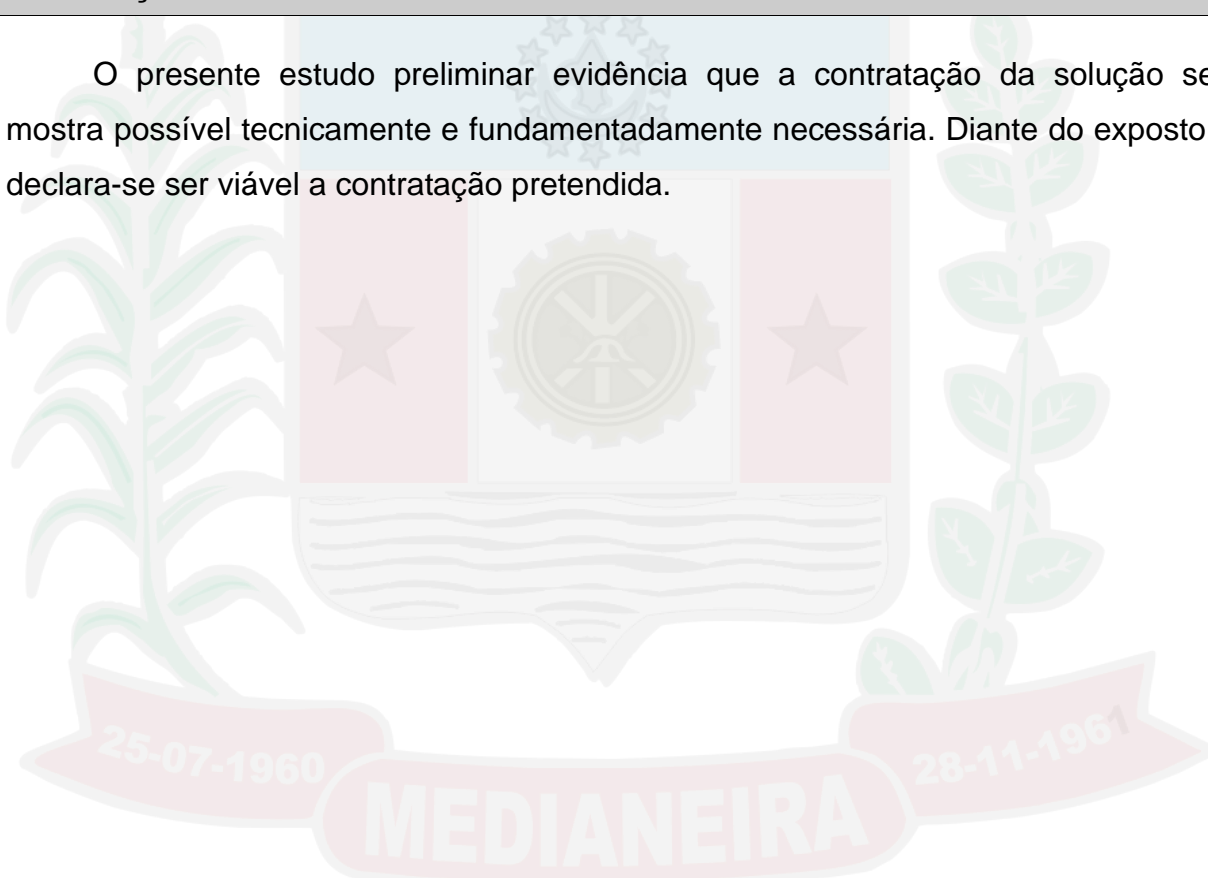 O presente estudo preliminar evidência que a contratação da solução se
mostra possível tecnicamente e fundamentadamente necessária. Diante do exposto
declara-se ser viável a contratação pretendida.
25-07-1960
28-11-1961
MEDIANEIRA